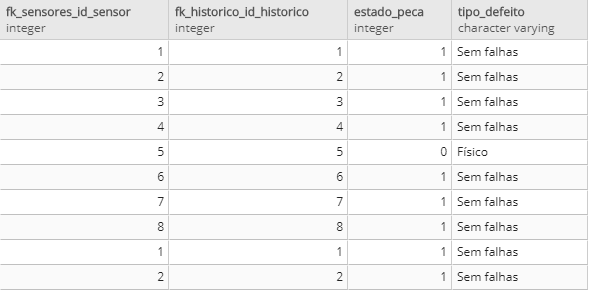 fk_sensores_id_sensor fk_historico_id_historico estado_peca tipo_defeito
integer integer integer character varying
1 1 1 Sem falhas
2 2 1 Sem falhas
3 3 1 Sem falhas
4 4 1 Sem falhas
5 5 0 Físico
6 6 1 Sem falhas
7 7 1 Sem falhas
8 8 1 Sem falhas
1 1 1 Sem falhas
2 2 1 Sem falhas